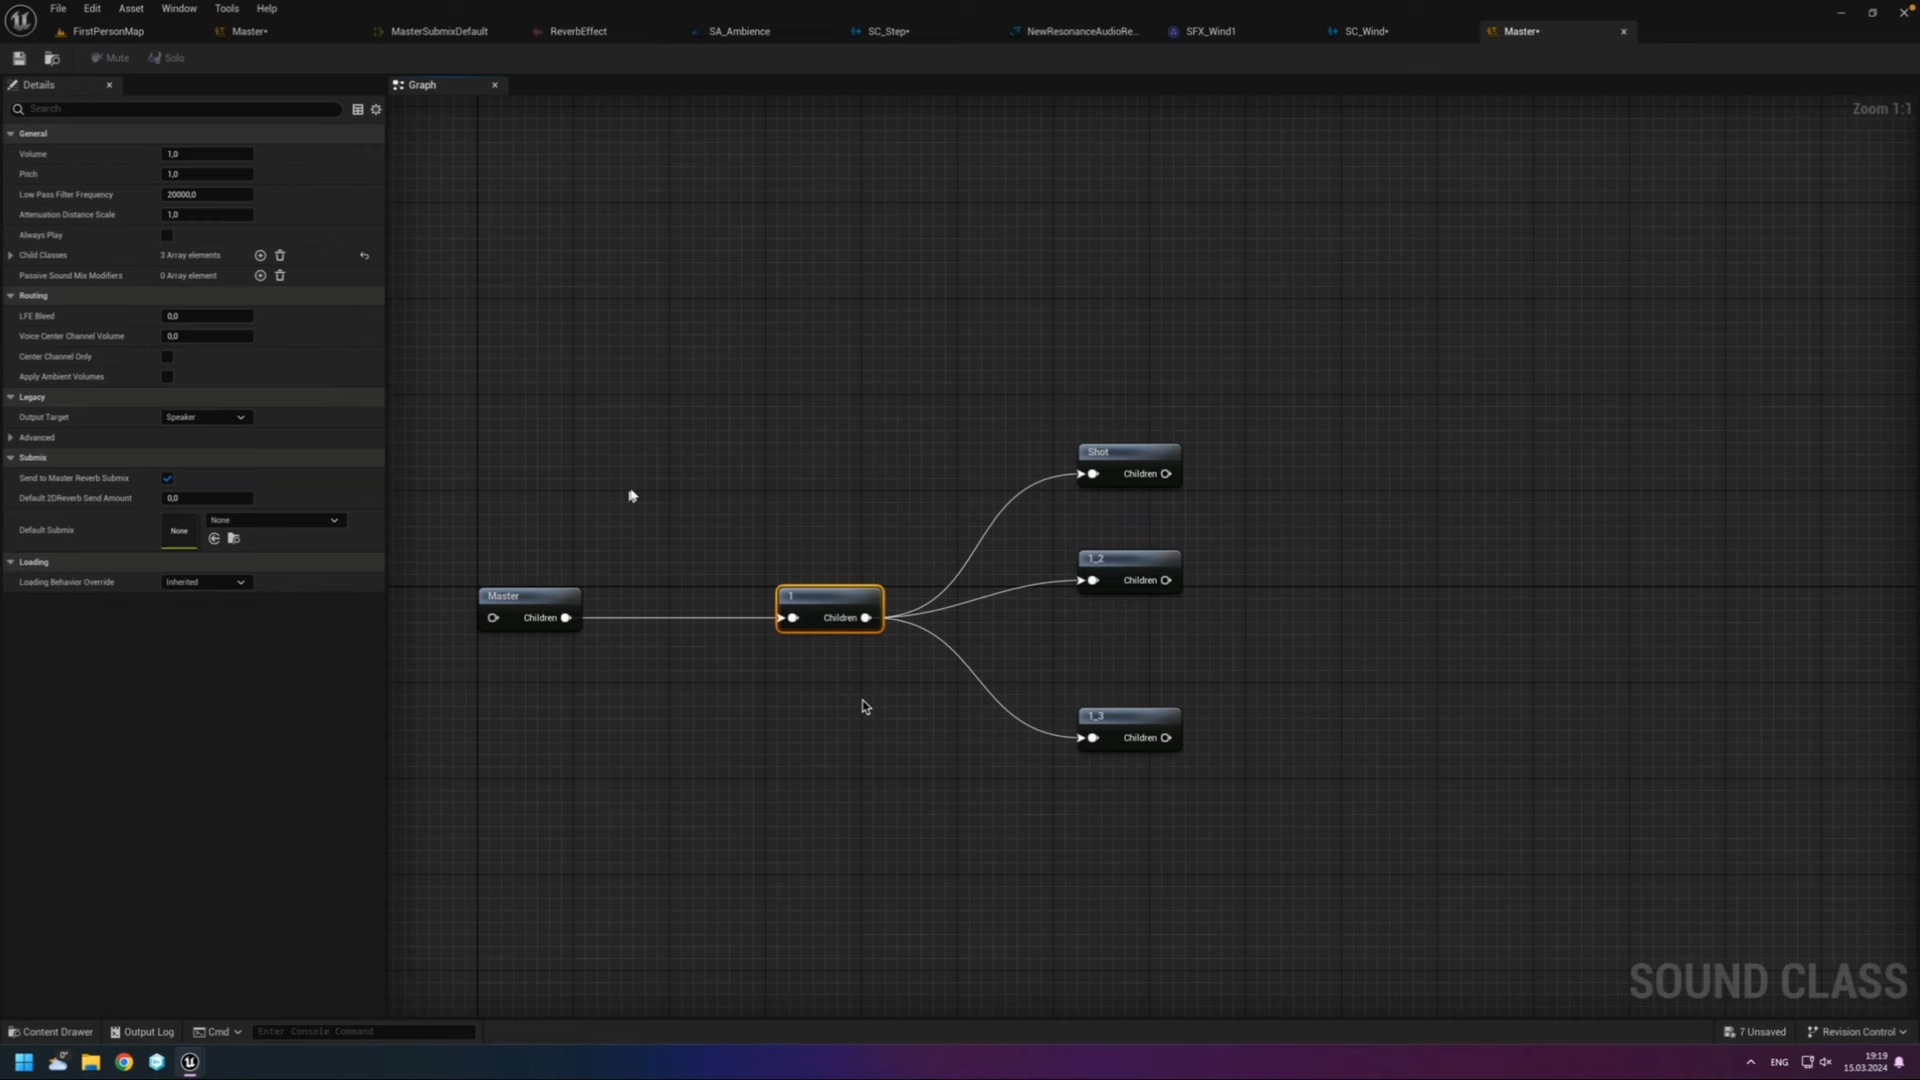 File Edit Asset Window Tools Help
FirstPersonMap Master• MasterSubmixDefault ReverbEffect SA_Ambience SC_Step• NewResonanceAudioRe... SFX_Wind1 SC_Wind• Master•
Mute Solo
Details
Graph
Search
Zoom 1:1
General
Volume 1,0
Pitch 1,0
Low Pass Filter Frequency 20000,0
Attenuation Distance Scale 1,0
Always Play
Child Classes 3 Array elements
Passive Sound Mix Modifiers 0 Array element
Routing
LFE Bleed 0,0
Voice Center Channel Volume 0,0
Center Channel Only
Apply Ambient Volumes
Legacy
Output Target Speaker
Advanced
Submix
Send to Master Reverb Submix
Default 2DReverb Send Amount 0,0
Default Submix None None
Loading
Loading Behavior Override Inherited
Shot
Children
1_2
Children
Master
Children
1
Children
1_3
Children
SOUND CLASS
Content Drawer Output Log Cmd Enter Console Command 7 Unsaved Revision Control
0°
ENG
19:19
15.03.2024